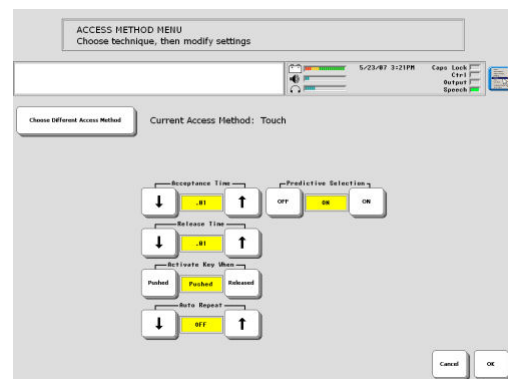 ACCESS METHOD MENU
Choose technique, then modify settings
5/23/07 3:21PM
Caps Lock
Ctrl
Output
Speech
Choose Different Access Method
Current Access Method: Touch
Acceptance Time
.01
Predictive Selection
OFF
ON
ON
Release Time
.01
Activate Key When
Pushed
Pushed
Released
Auto Repeat
OFF
Cancel
OK